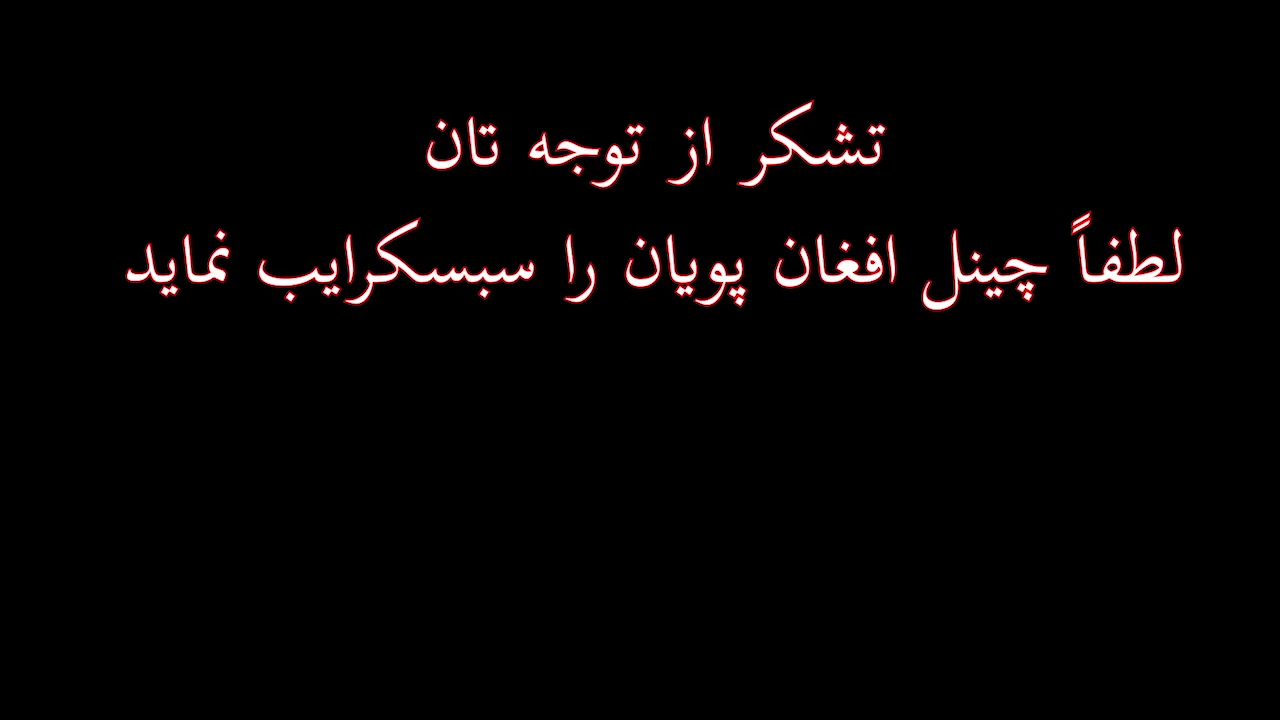 تشکر از توجه تان
لطفاً چینل افغان پویان را سبسکرایب نماید